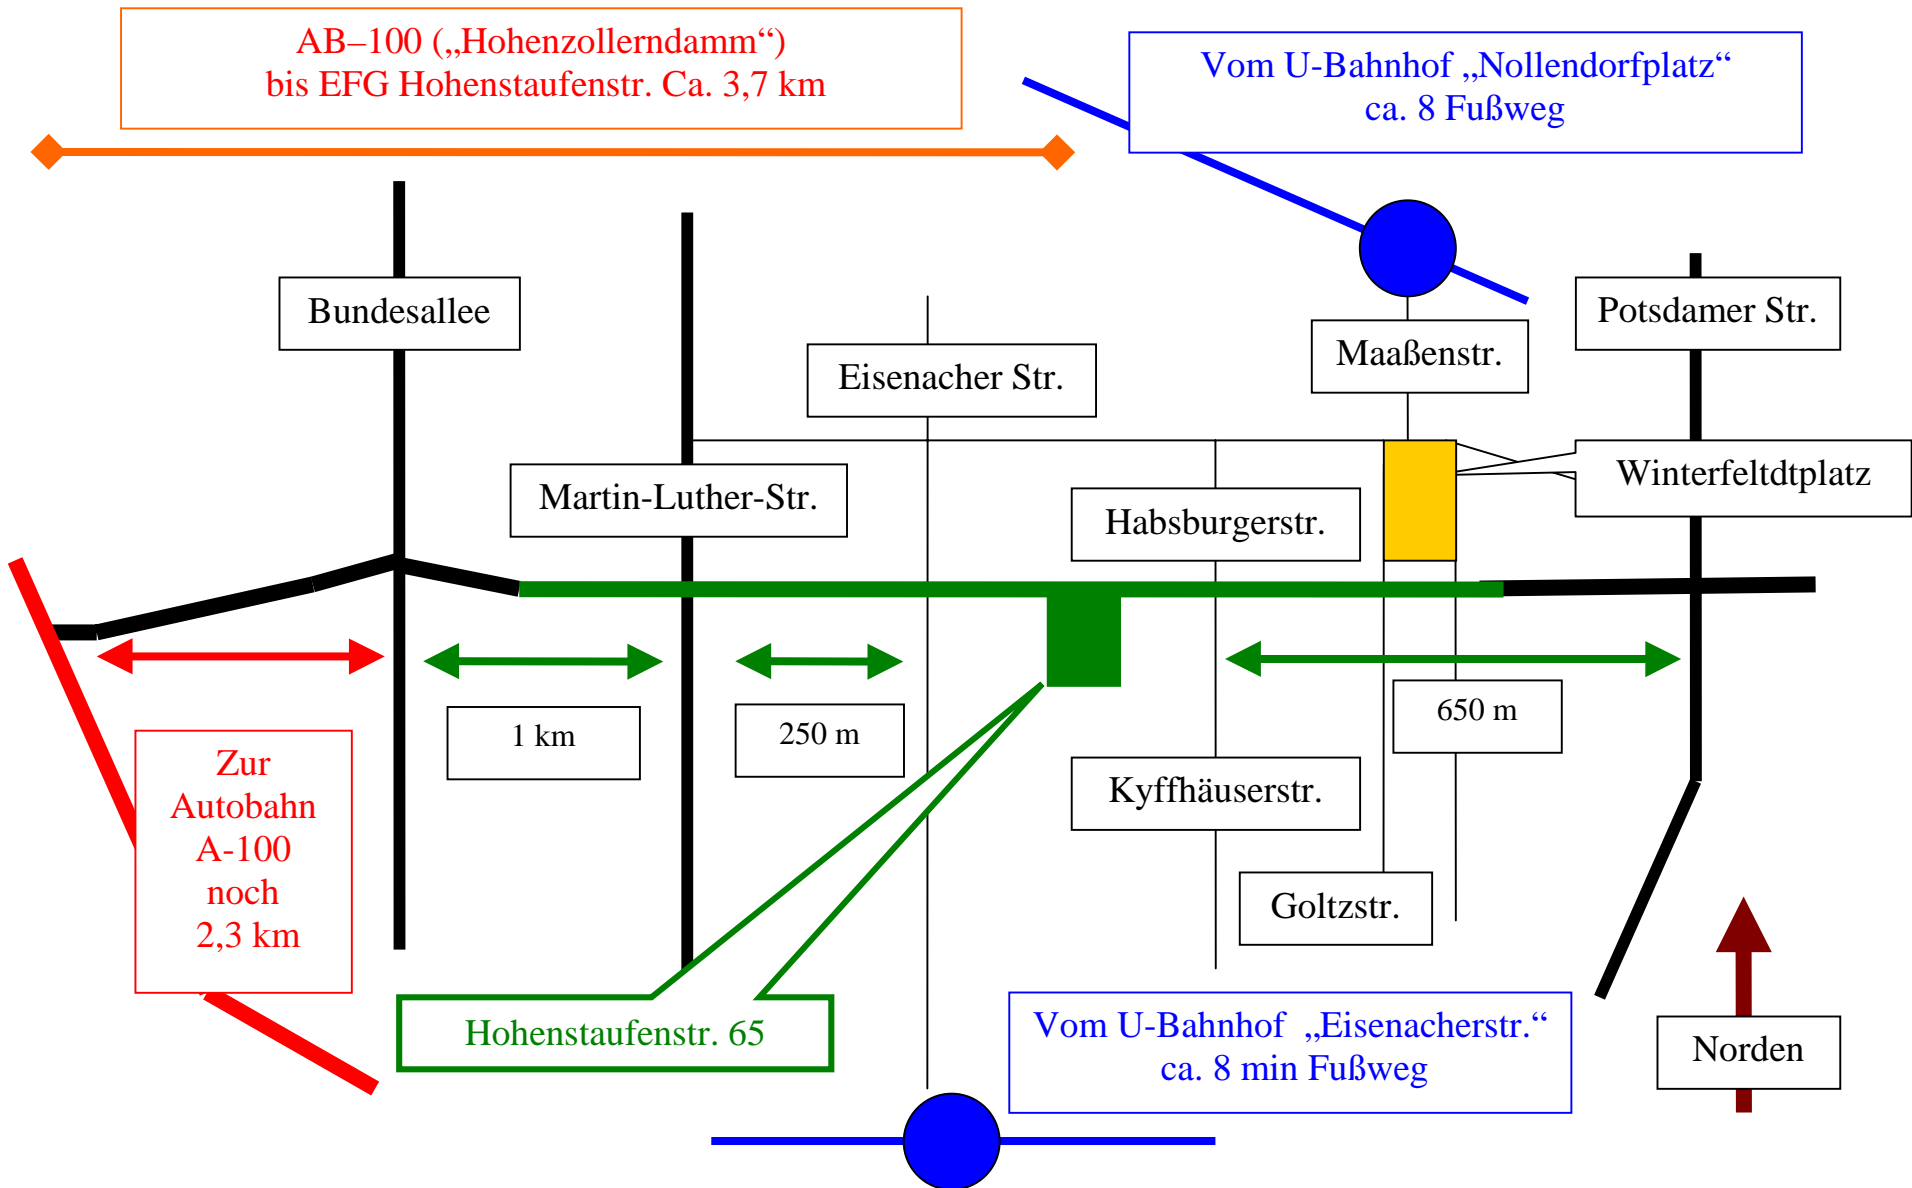 AB–100 („Hohenzollerndamm“)
bis EFG Hohenstaufenstr. Ca. 3,7 km
Vom U-Bahnhof „Nollendorfplatz“
ca. 8 Fußweg
Bundesallee
Potsdamer Str.
Maaßenstr.
Eisenacher Str.
Winterfeltdtplatz
Martin-Luther-Str.
Habsburgerstr.
650 m
1 km
250 m
Zur
Autobahn
A-100
noch
2,3 km
Kyffhäuserstr.
Goltzstr.
Hohenstaufenstr. 65
Vom U-Bahnhof „Eisenacherstr.“
ca. 8 min Fußweg
Norden